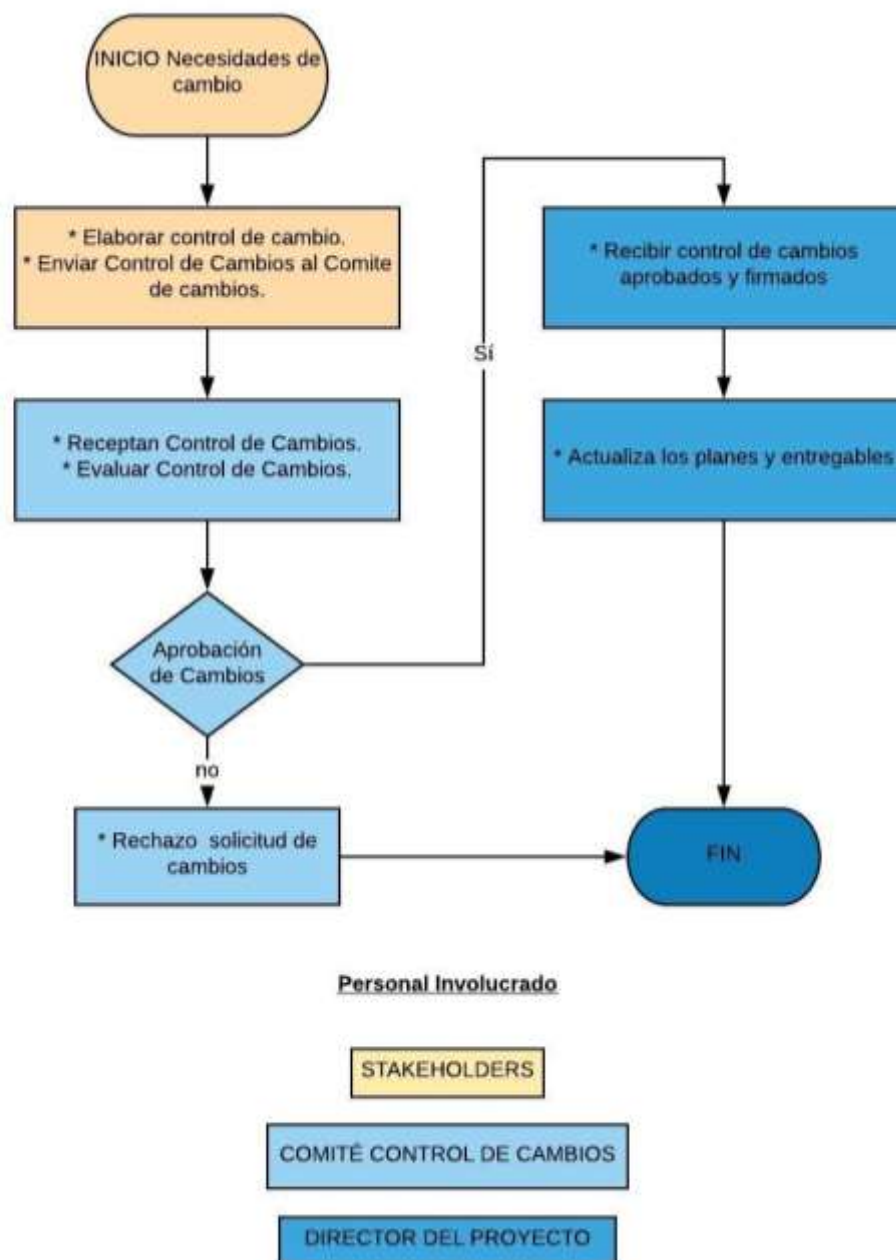 INICIO Necesidades de
cambio
* Elaborar control de cambio.
* Enviar Control de Cambios al Comite
de cambios.
* Receptan Control de Cambios.
* Evaluar Control de Cambios.
Aprobación
de Cambios
no
* Rechazo solicitud de
cambios
Sí
* Recibir control de cambios
aprobados y firmados
* Actualiza los planes y entregables
FIN
Personal Involucrado
STAKEHOLDERS
COMITÉ CONTROL DE CAMBIOS
DIRECTOR DEL PROYECTO